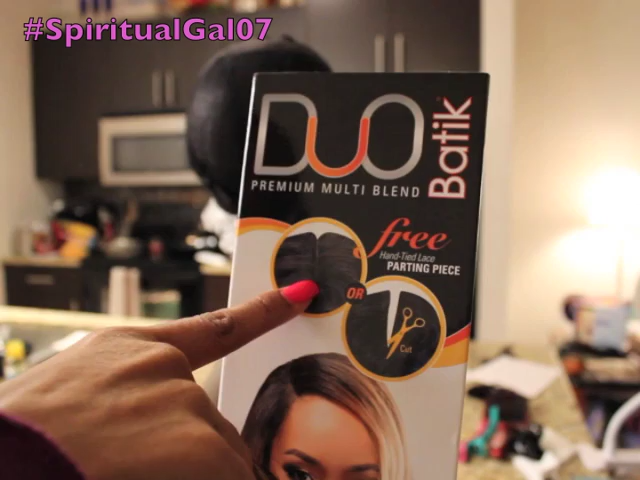 #SpiritualGal07
DUO
Batik
PREMIUM MULTI BLEND
free
Hand-Tied Lace
PARTING PIECE
OR
Cut